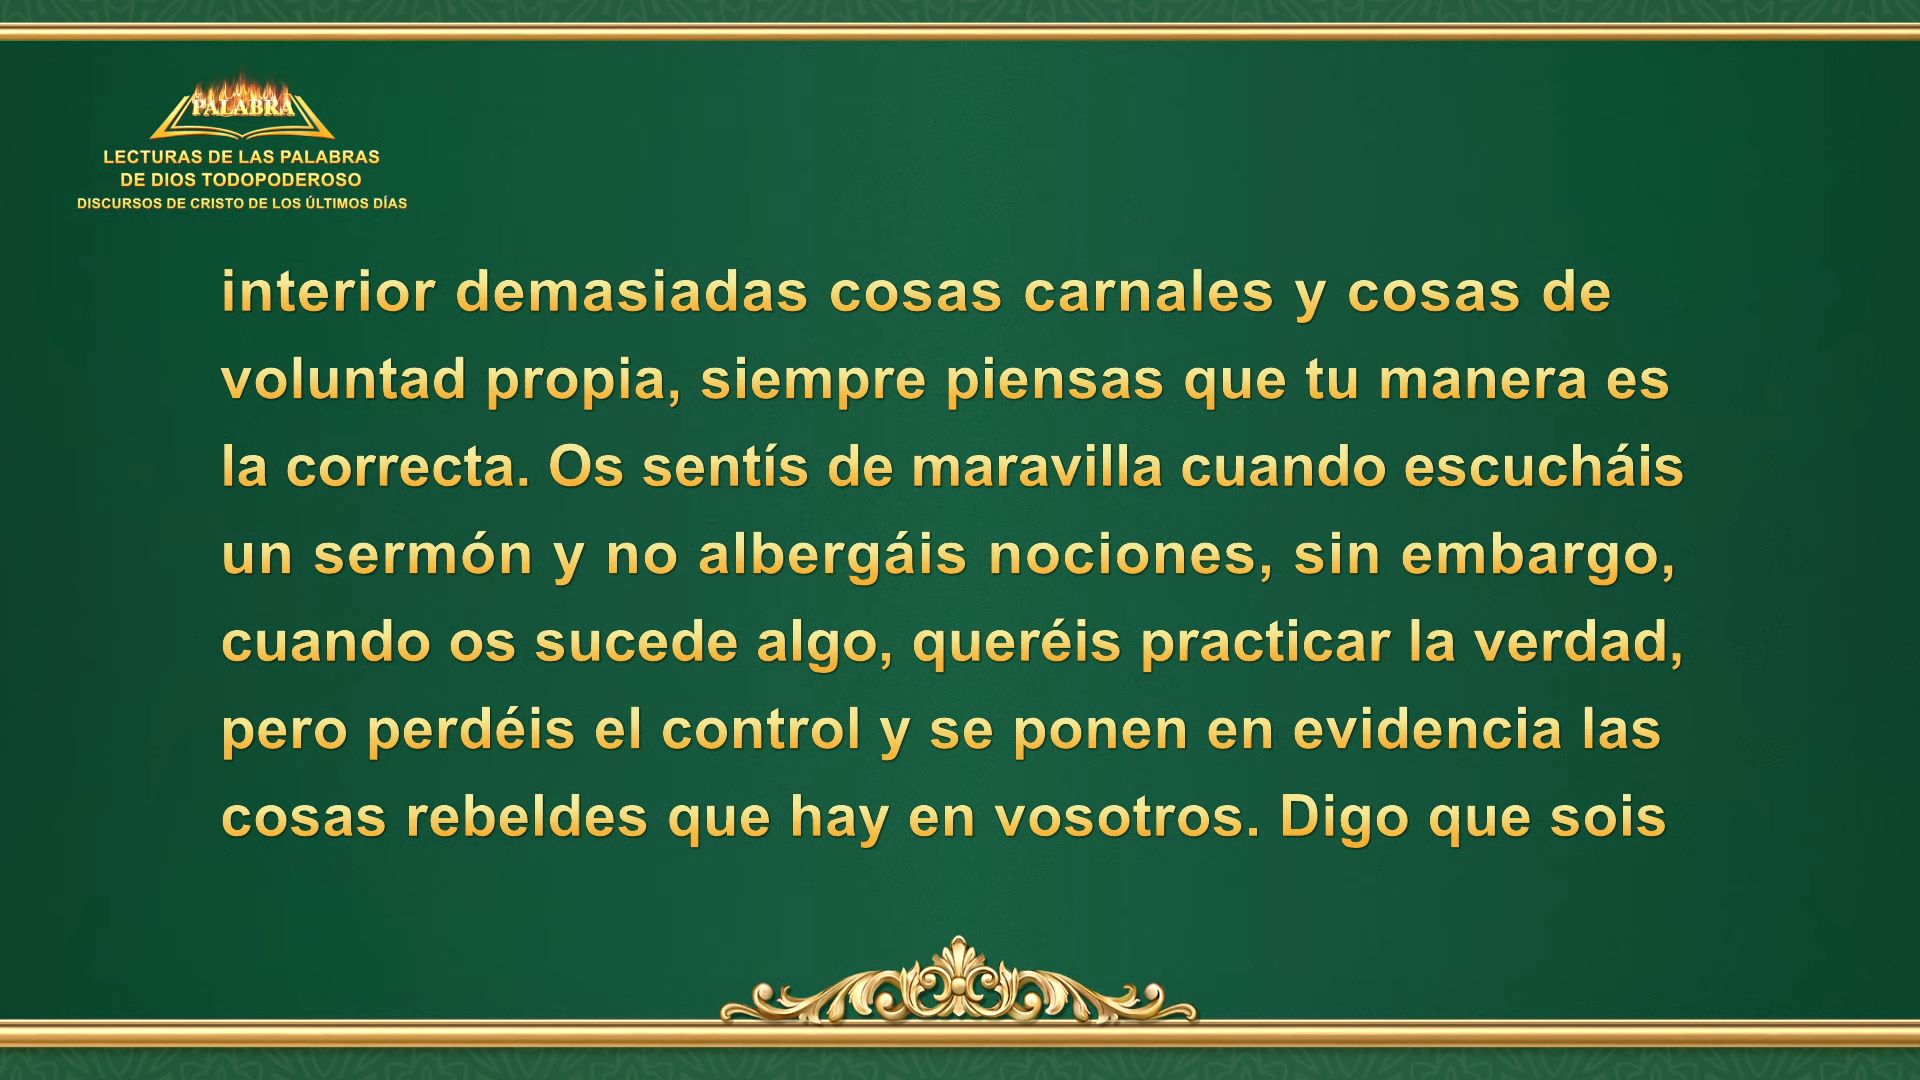 PALABRA
LECTURAS DE LAS PALABRAS
DE DIOS TODOPODEROSO
DISCURSOS DE CRISTO DE LOS ÚLTIMOS DÍAS
interior demasiadas cosas carnales y cosas de
voluntad propia, siempre piensas que tu manera es
la correcta. Os sentís de maravilla cuando escucháis
un sermón y no albergáis nociones, sin embargo,
cuando os sucede algo, queréis practicar la verdad,
pero perdéis el control y se ponen en evidencia las
cosas rebeldes que hay en vosotros. Digo que sois